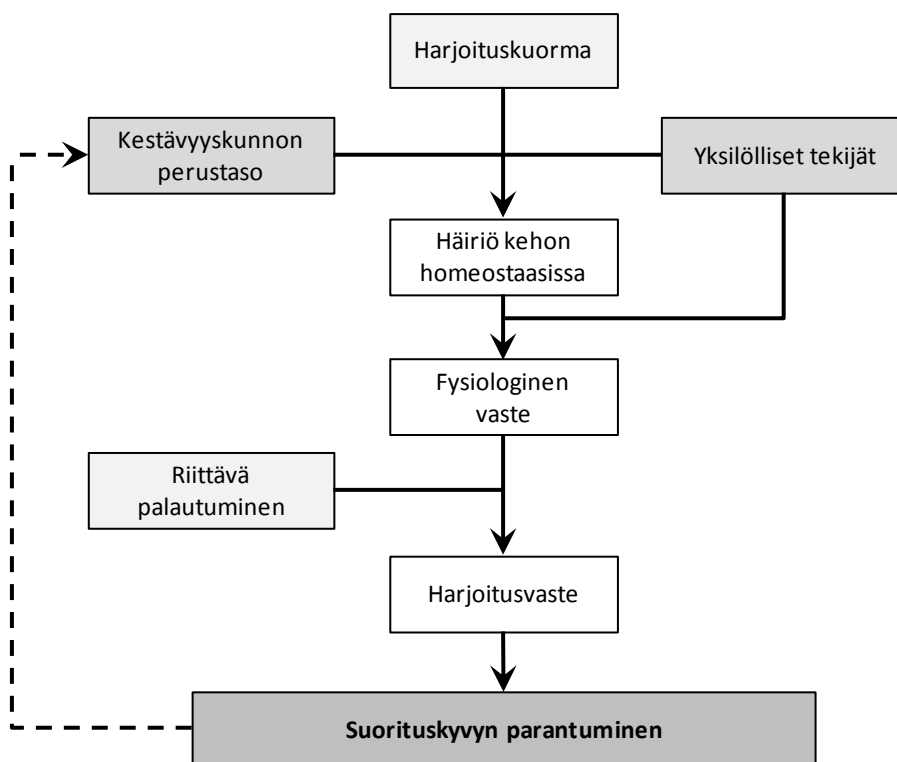 Harjoituskuorma
Kestävyyskunnon
perustaso
Yksilölliset tekijät
Häiriö kehon
homeostaasissa
Fysiologinen
vaste
Riittävä
palautuminen
Harjoitusvaste
Suorituskyvyn parantuminen